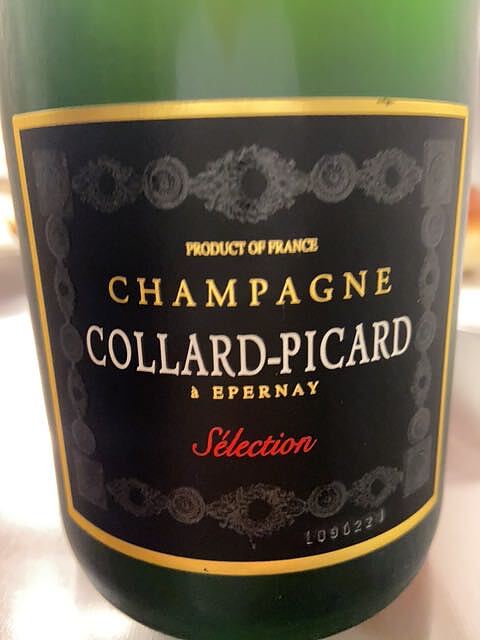 PRODUCT OF FRANCE
CHAMPAGNE
COLLARD-PICARD
à EPERNAY
Sélection